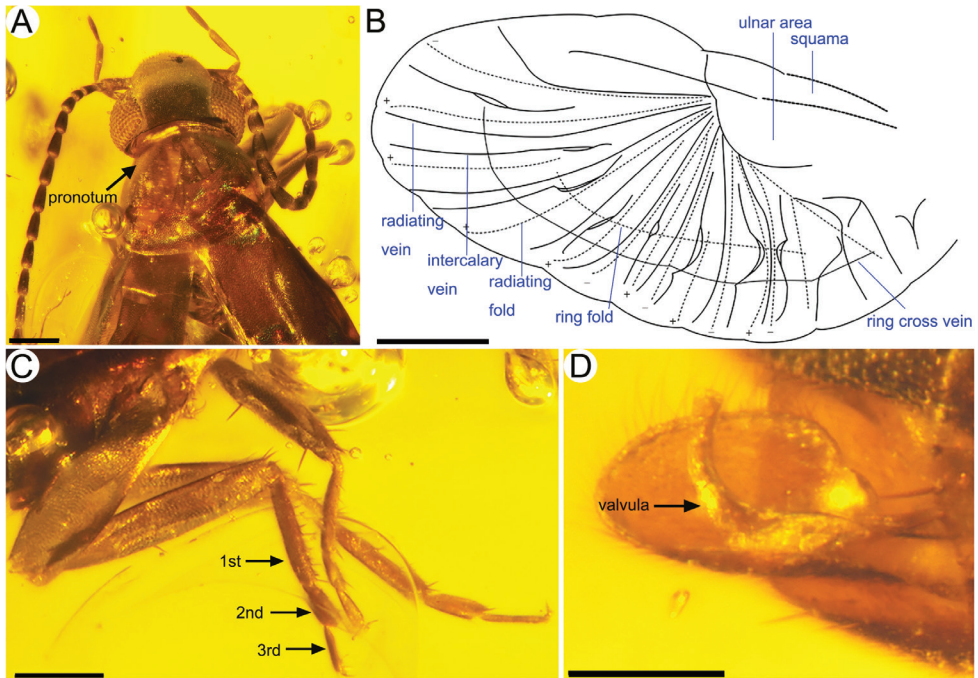 A
pronotum
B
ulnar area
squama
radiating
vein
intercalary
vein
radiating
fold
ring fold
ring cross vein
−
+
+
+
+
−
+
−
+
−
+
−
C
1st
2nd
3rd
D
valvula